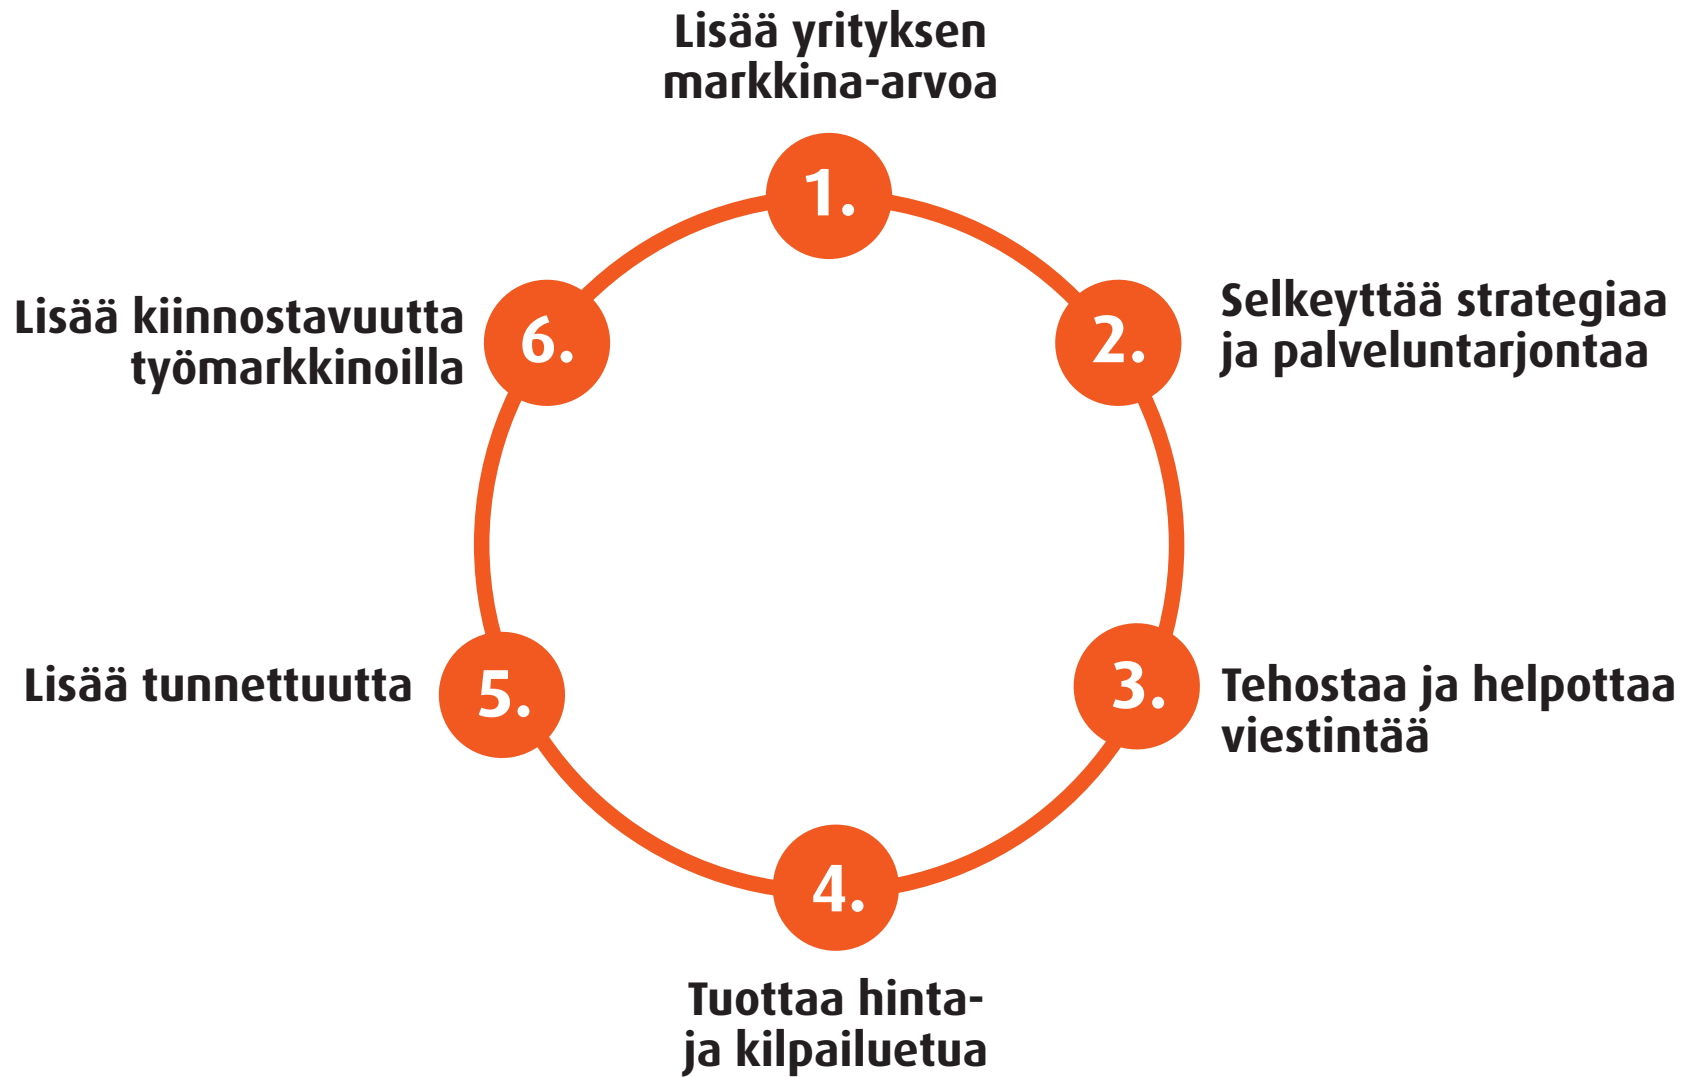 Lisää yrityksen
markkina-arvoa
1.
2.
Selkeyttää strategiaa
ja palveluntarjontaa
3.
Tehostaa ja helpottaa
viestintää
4.
Tuottaa hinta-
ja kilpailuetua
5.
Lisää tunnettuutta
6.
Lisää kiinnostavuutta
työmarkkinoilla